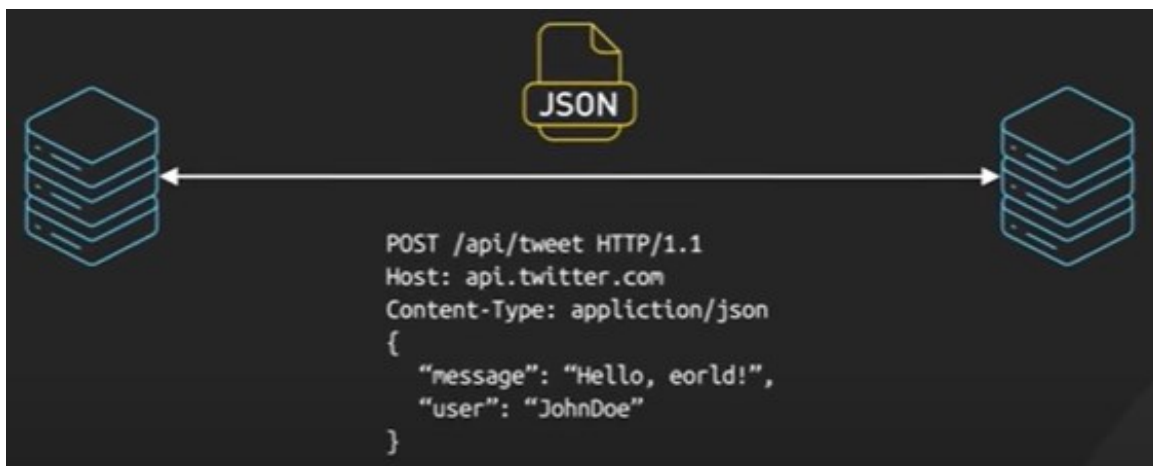 JSON
POST /api/tweet HTTP/1.1
Host: api.twitter.com
Content-Type: appliction/json
{
“message”: “Hello, eorld!”,
“user”: “JohnDoe”
}